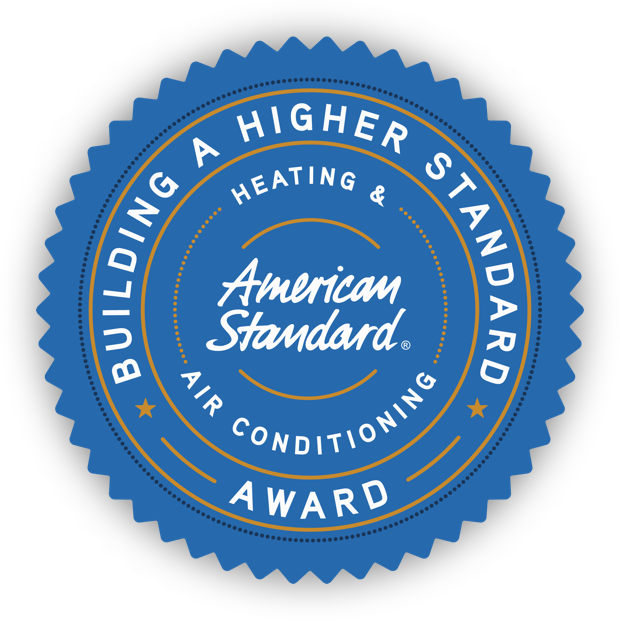 BUILDING A HIGHER STANDARD
HEATING &
American
Standard®
AIR CONDITIONING
AWARD